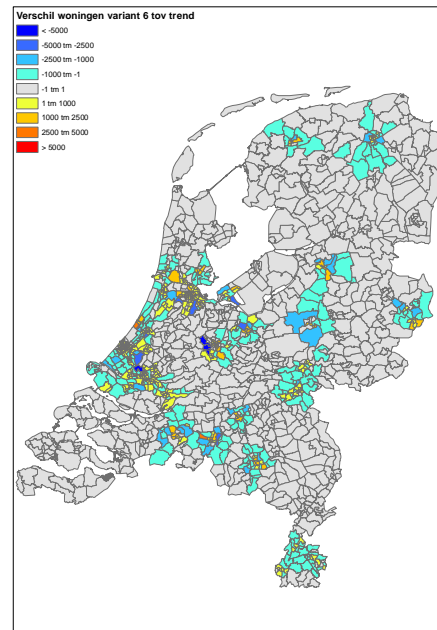 Verschil woningen variant 6 tov trend
< -5000
-5000 tm -2500
-2500 tm -1000
-1000 tm -1
-1 tm 1
1 tm 1000
1000 tm 2500
2500 tm 5000
> 5000